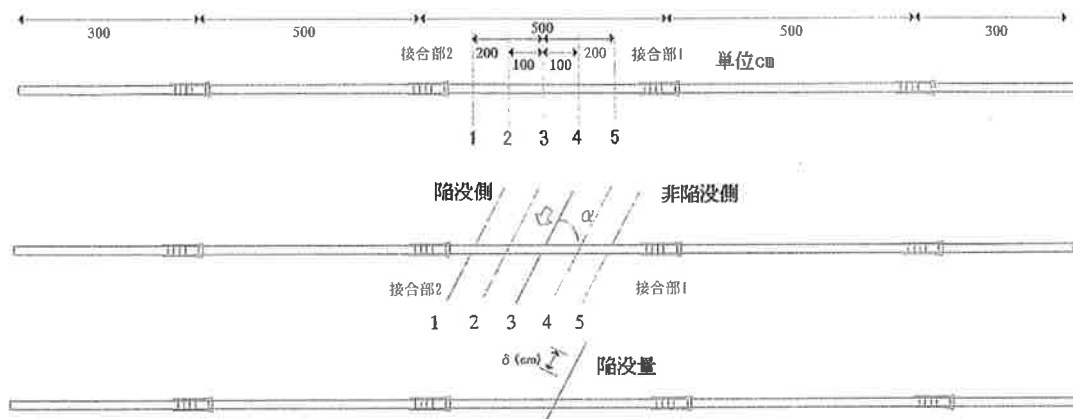 300 500 500 500 300
200 200
接合部2 接合部1 単位cm
100 100
1 2 3 4 5
陥没側 非陥没側
α
接合部2 接合部1
1 2 3 4 5
δ (cm) 陥没量